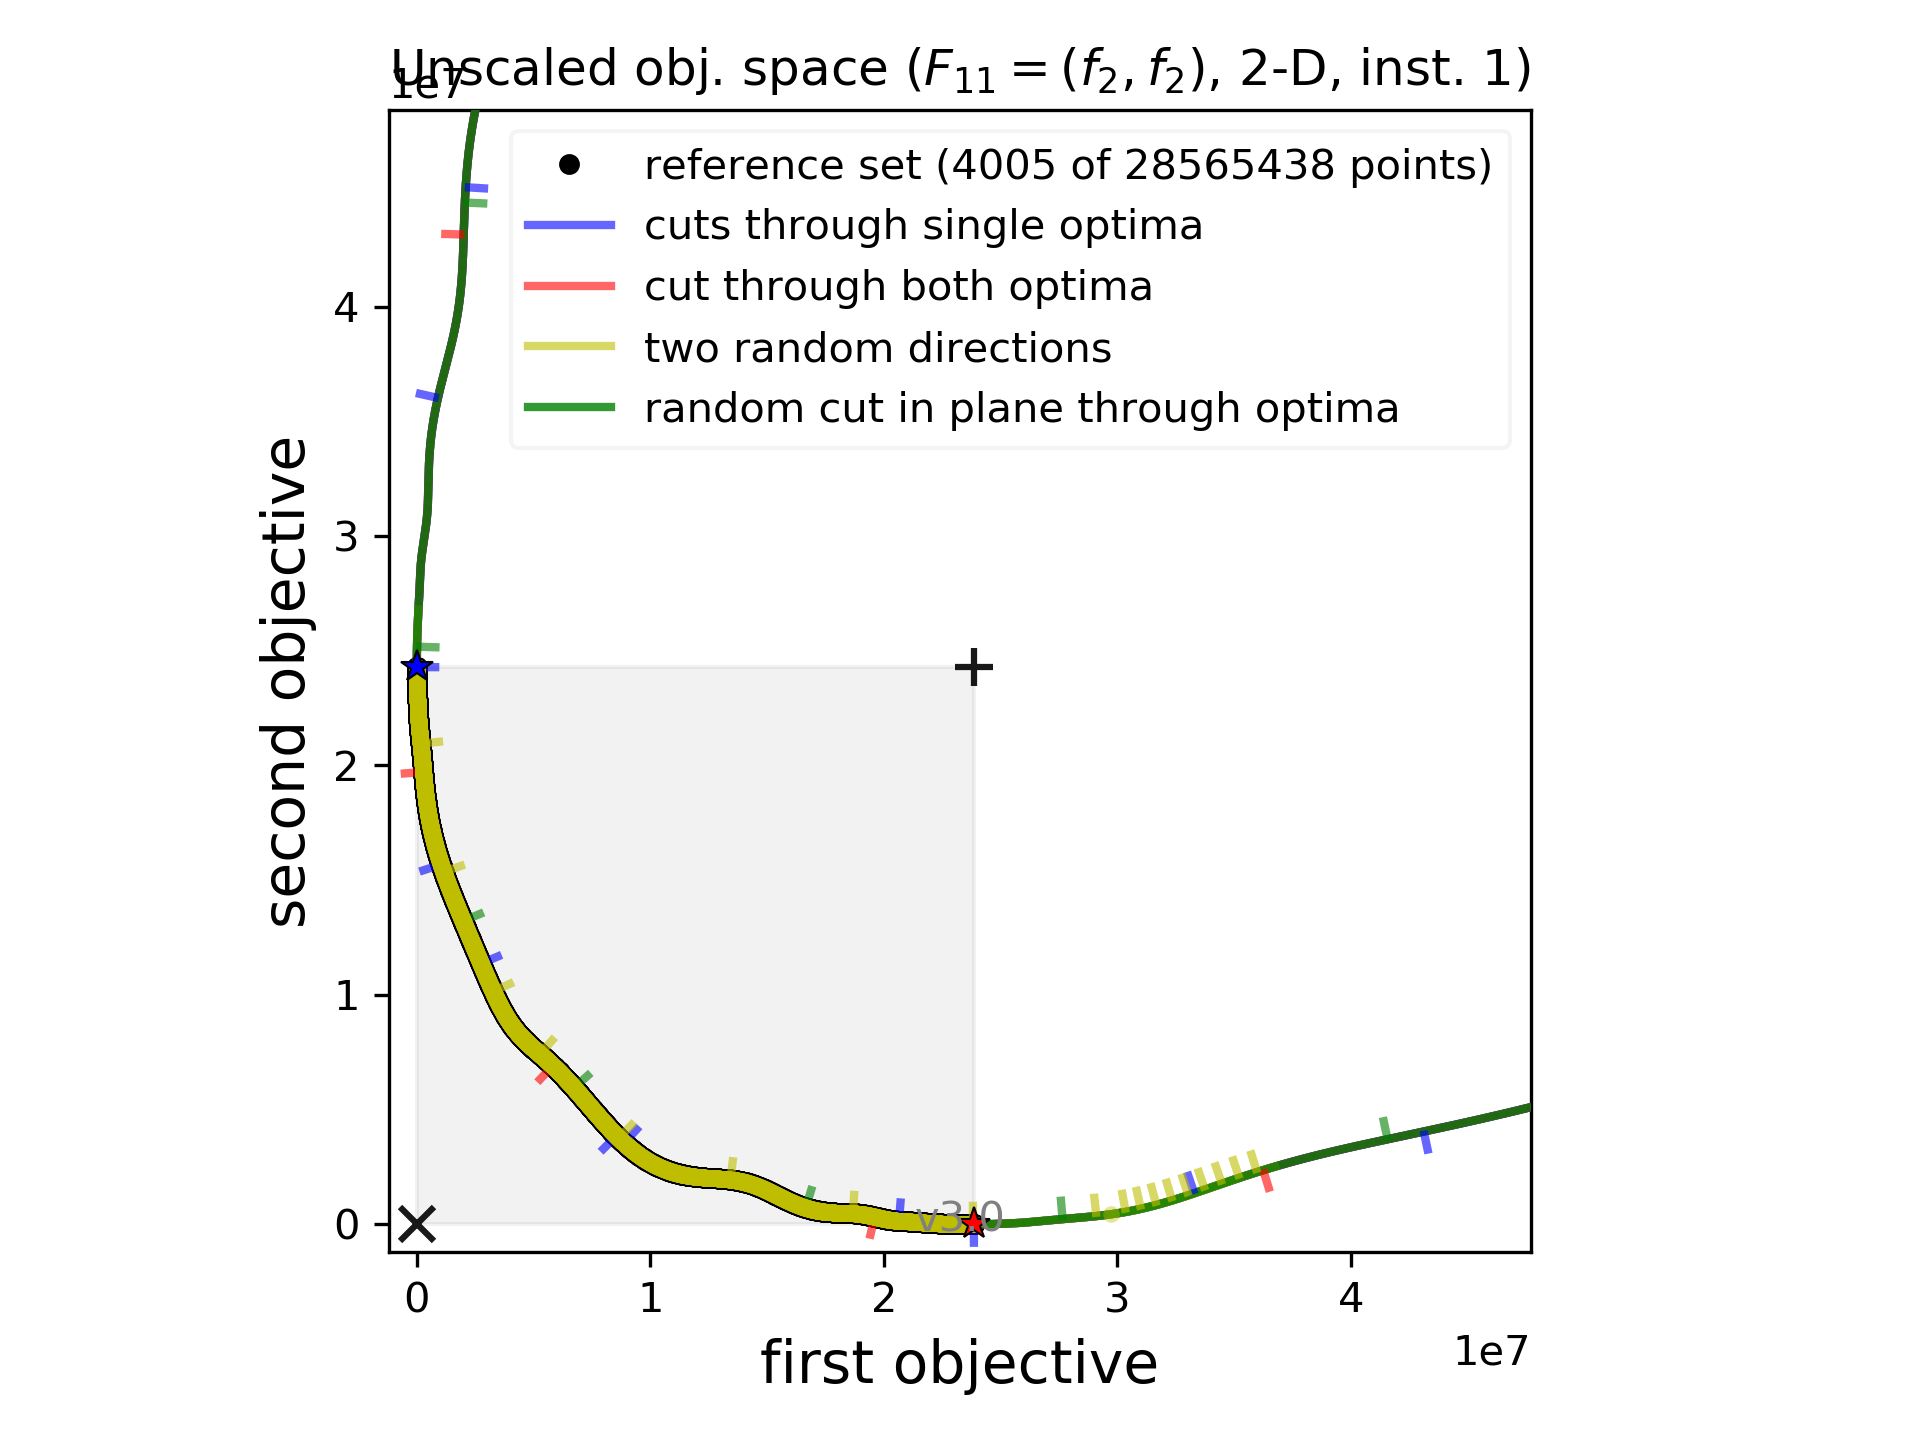 Unscaled obj. space (F₁₁ = (f₂, f₂), 2-D, inst. 1)
1e7
reference set (4005 of 28565438 points)
cuts through single optima
cut through both optima
two random directions
random cut in plane through optima
4
3
2
1
0
second objective
v3.0
0 1 2 3 4
1e7
first objective